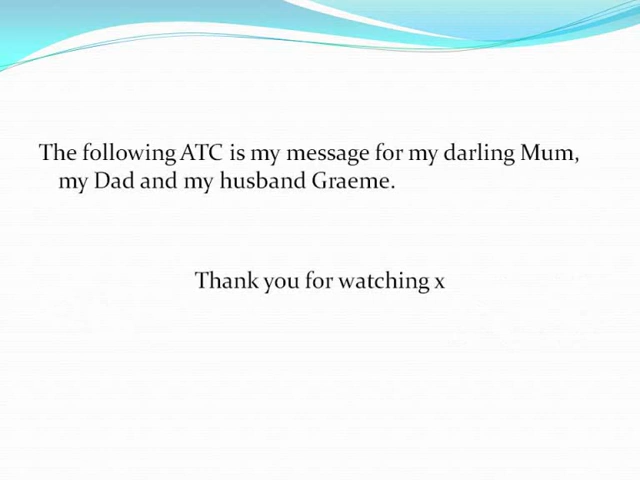 The following ATC is my message for my darling Mum,
my Dad and my husband Graeme.
Thank you for watching x